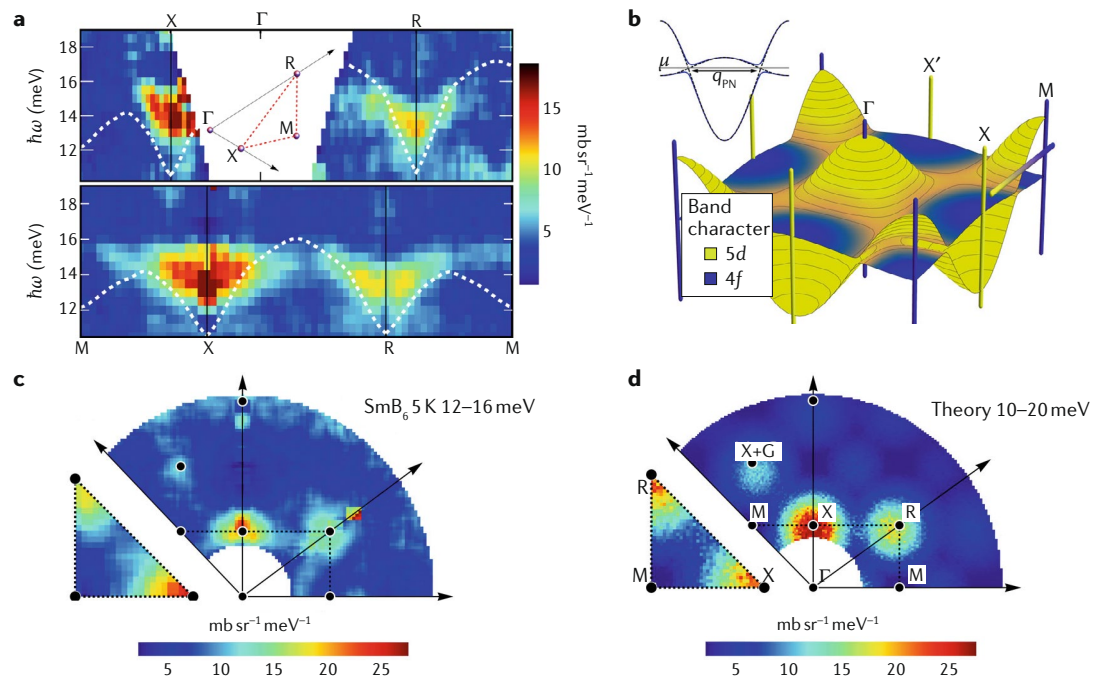 a
X Γ R
18
16
14
12
ħω (meV)
R
Γ
M
X
15
10
5
mb sr⁻¹ meV⁻¹
18
16
14
12
ħω (meV)
M X R M
b
μ
qPN
X′
Γ
M
X
Band
character
5d
4f
c
SmB₆ 5 K 12–16 meV
mb sr⁻¹ meV⁻¹
5 10 15 20 25
d
Theory 10–20 meV
X+G
R
M X R
M X Γ M
mb sr⁻¹ meV⁻¹
5 10 15 20 25